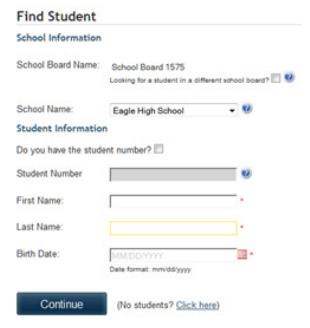 Find Student
School Information
School Board Name: School Board 1575
Looking for a student in a different school board?
School Name: Eagle High School
Student Information
Do you have the student number?
Student Number
First Name: *
Last Name: *
Birth Date: MM/DD/YYYY *
Date format: mm/dd/yyyy
Continue (No students? Click here)